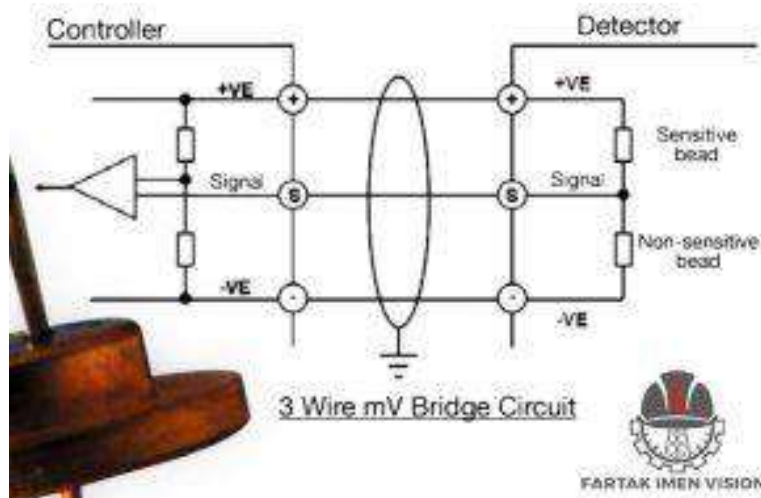 Controller
Detector
+VE
+
+
+VE
Sensitive
bead
Signal
S
S
Signal
Non-sensitive
bead
-VE
-
-
-VE
3 Wire mV Bridge Circuit
FARTAK IMEN VISION